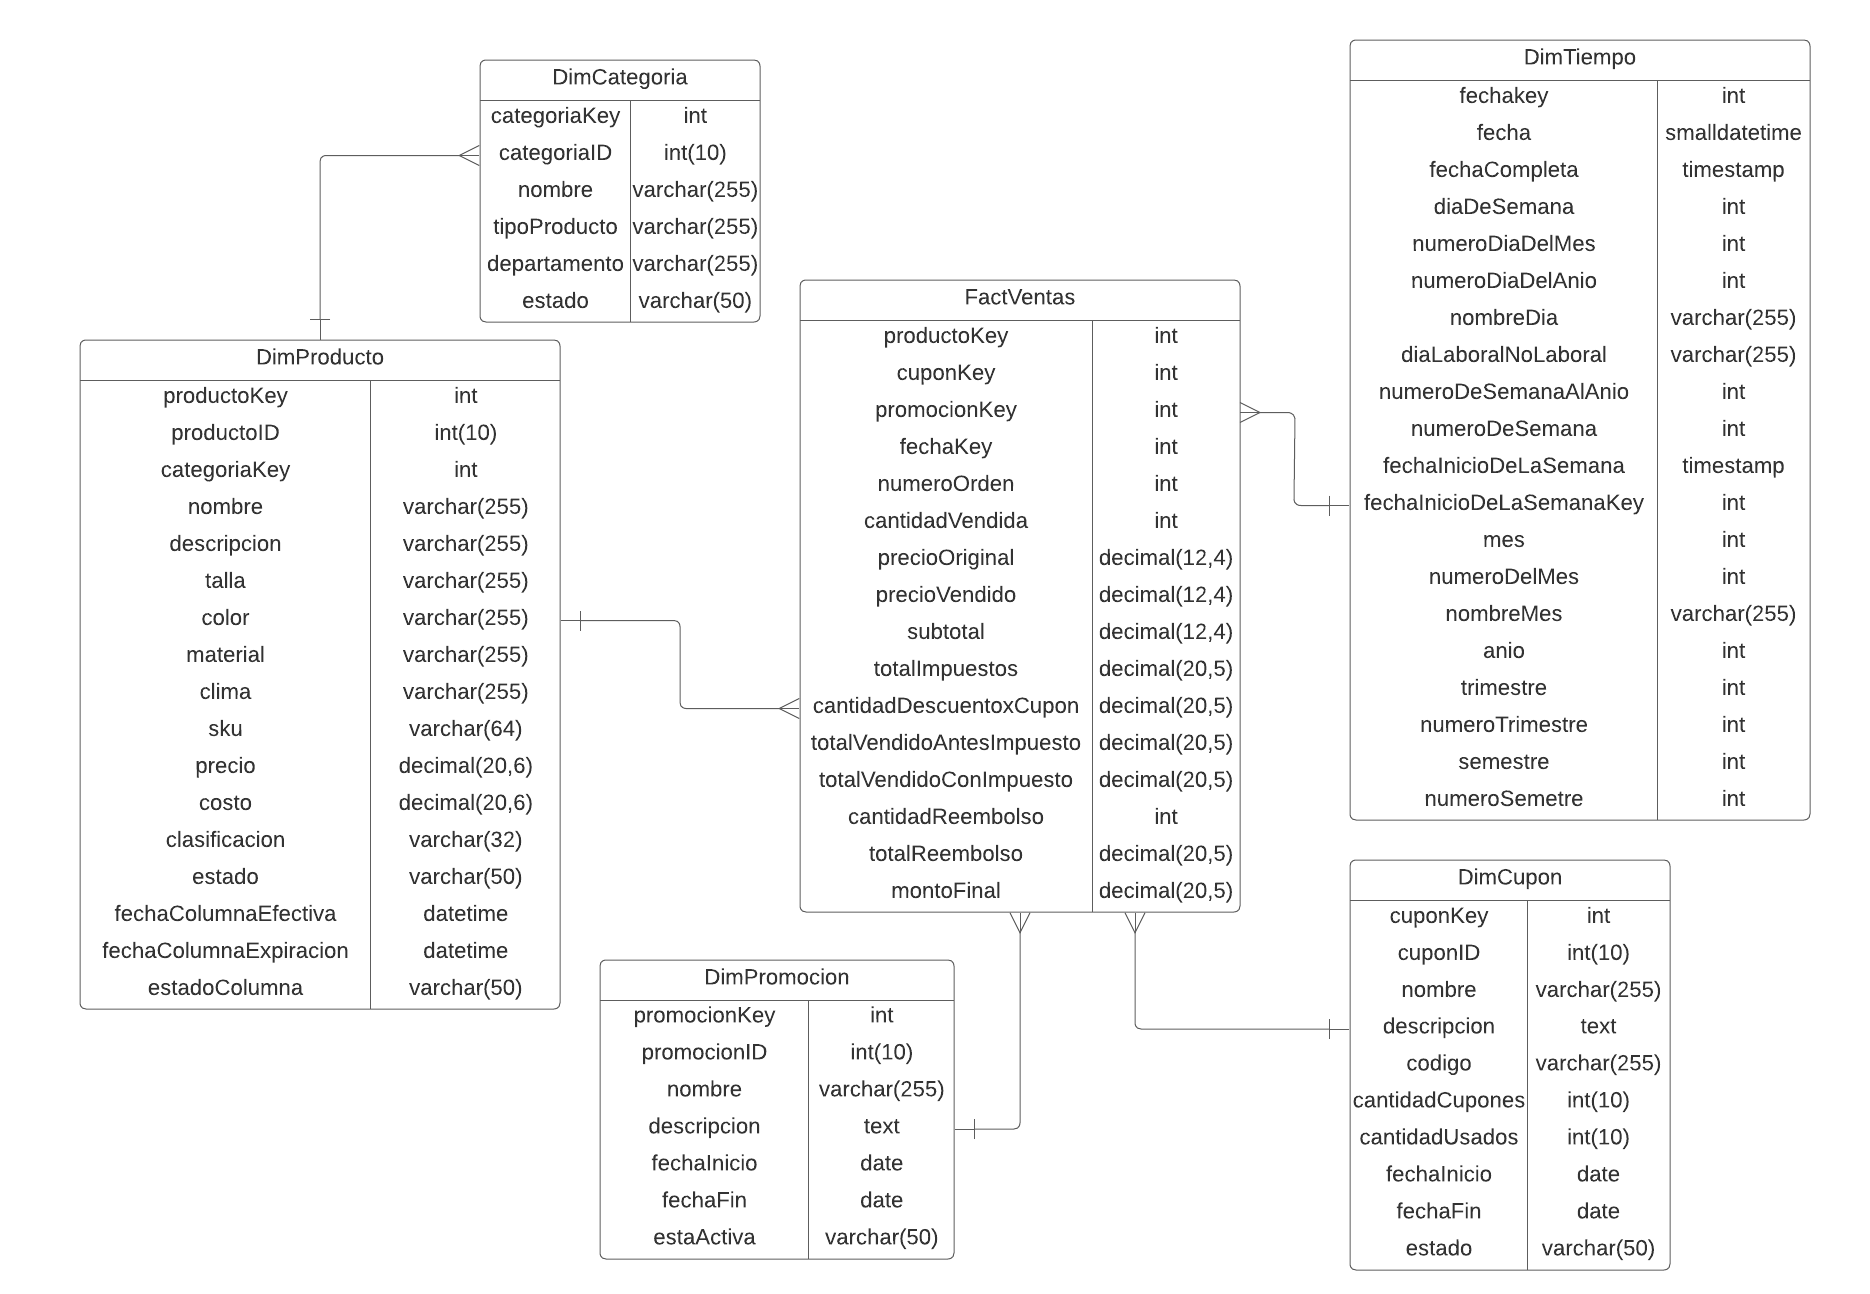 DimCategoria
categoriaKey int
categoriaID int(10)
nombre varchar(255)
tipoProducto varchar(255)
departamento varchar(255)
estado varchar(50)
DimProducto
productoKey int
productoID int(10)
categoriaKey int
nombre varchar(255)
descripcion varchar(255)
talla varchar(255)
color varchar(255)
material varchar(255)
clima varchar(255)
sku varchar(64)
precio decimal(20,6)
costo decimal(20,6)
clasificacion varchar(32)
estado varchar(50)
fechaColumnaEfectiva datetime
fechaColumnaExpiracion datetime
estadoColumna varchar(50)
FactVentas
productoKey int
cuponKey int
promocionKey int
fechaKey int
numeroOrden int
cantidadVendida int
precioOriginal decimal(12,4)
precioVendido decimal(12,4)
subtotal decimal(12,4)
totalImpuestos decimal(20,5)
cantidadDescuentoxCupon decimal(20,5)
totalVendidoAntesImpuesto decimal(20,5)
totalVendidoConImpuesto decimal(20,5)
cantidadReembolso int
totalReembolso decimal(20,5)
montoFinal decimal(20,5)
DimTiempo
fechakey int
fecha smalldatetime
fechaCompleta timestamp
diaDeSemana int
numeroDiaDelMes int
numeroDiaDelAnio int
nombreDia varchar(255)
diaLaboralNoLaboral varchar(255)
numeroDeSemanaAlAnio int
numeroDeSemana int
fechaInicioDeLaSemana timestamp
fechaInicioDeLaSemanaKey int
mes int
numeroDelMes int
nombreMes varchar(255)
anio int
trimestre int
numeroTrimestre int
semestre int
numeroSemetre int
DimPromocion
promocionKey int
promocionID int(10)
nombre varchar(255)
descripcion text
fechaInicio date
fechaFin date
estaActiva varchar(50)
DimCupon
cuponKey int
cuponID int(10)
nombre varchar(255)
descripcion text
codigo varchar(255)
cantidadCupones int(10)
cantidadUsados int(10)
fechaInicio date
fechaFin date
estado varchar(50)